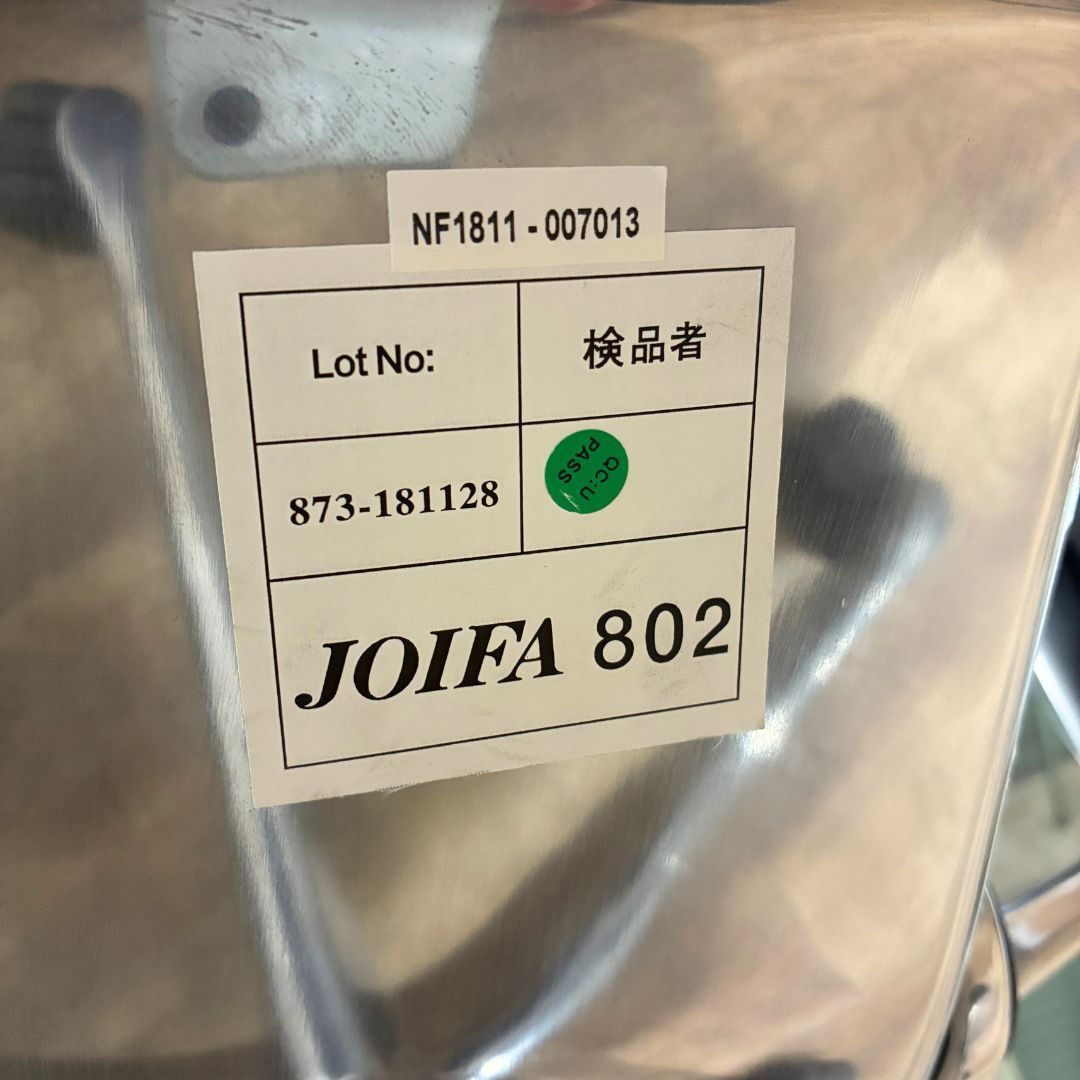 NF1811 - 007013
Lot No:
検品者
873-181128
QC:U
PASS
JOIFA 802